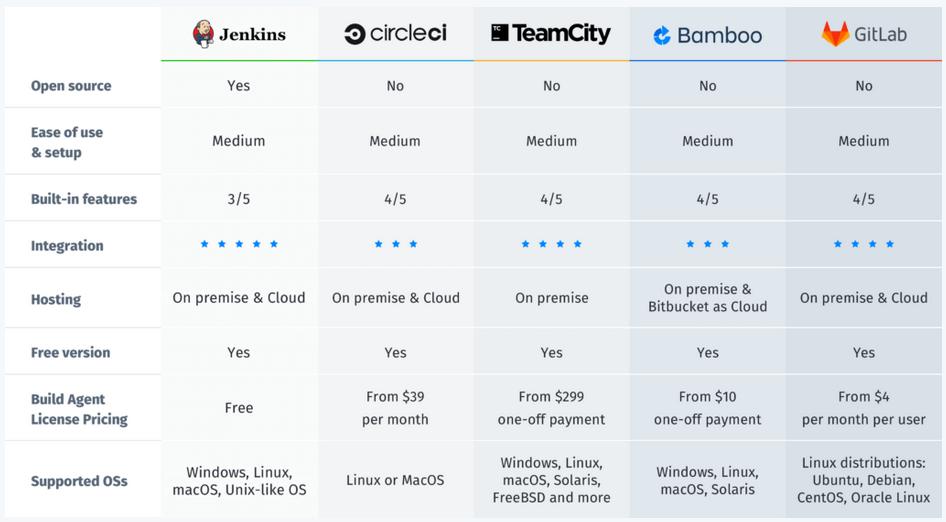 Jenkins circleci TC TeamCity Bamboo GitLab
Open source Yes No No No No
Ease of use
& setup Medium Medium Medium Medium Medium
Built-in features 3/5 4/5 4/5 4/5 4/5
Integration
Hosting On premise & Cloud On premise & Cloud On premise On premise &
Bitbucket as Cloud On premise & Cloud
Free version Yes Yes Yes Yes Yes
Build Agent
License Pricing Free From $39
per month From $299
one-off payment From $10
one-off payment From $4
per month per user
Supported OSs Windows, Linux,
macOS, Unix-like OS Linux or MacOS Windows, Linux,
macOS, Solaris,
FreeBSD and more Windows, Linux,
macOS, Solaris Linux distributions:
Ubuntu, Debian,
CentOS, Oracle Linux